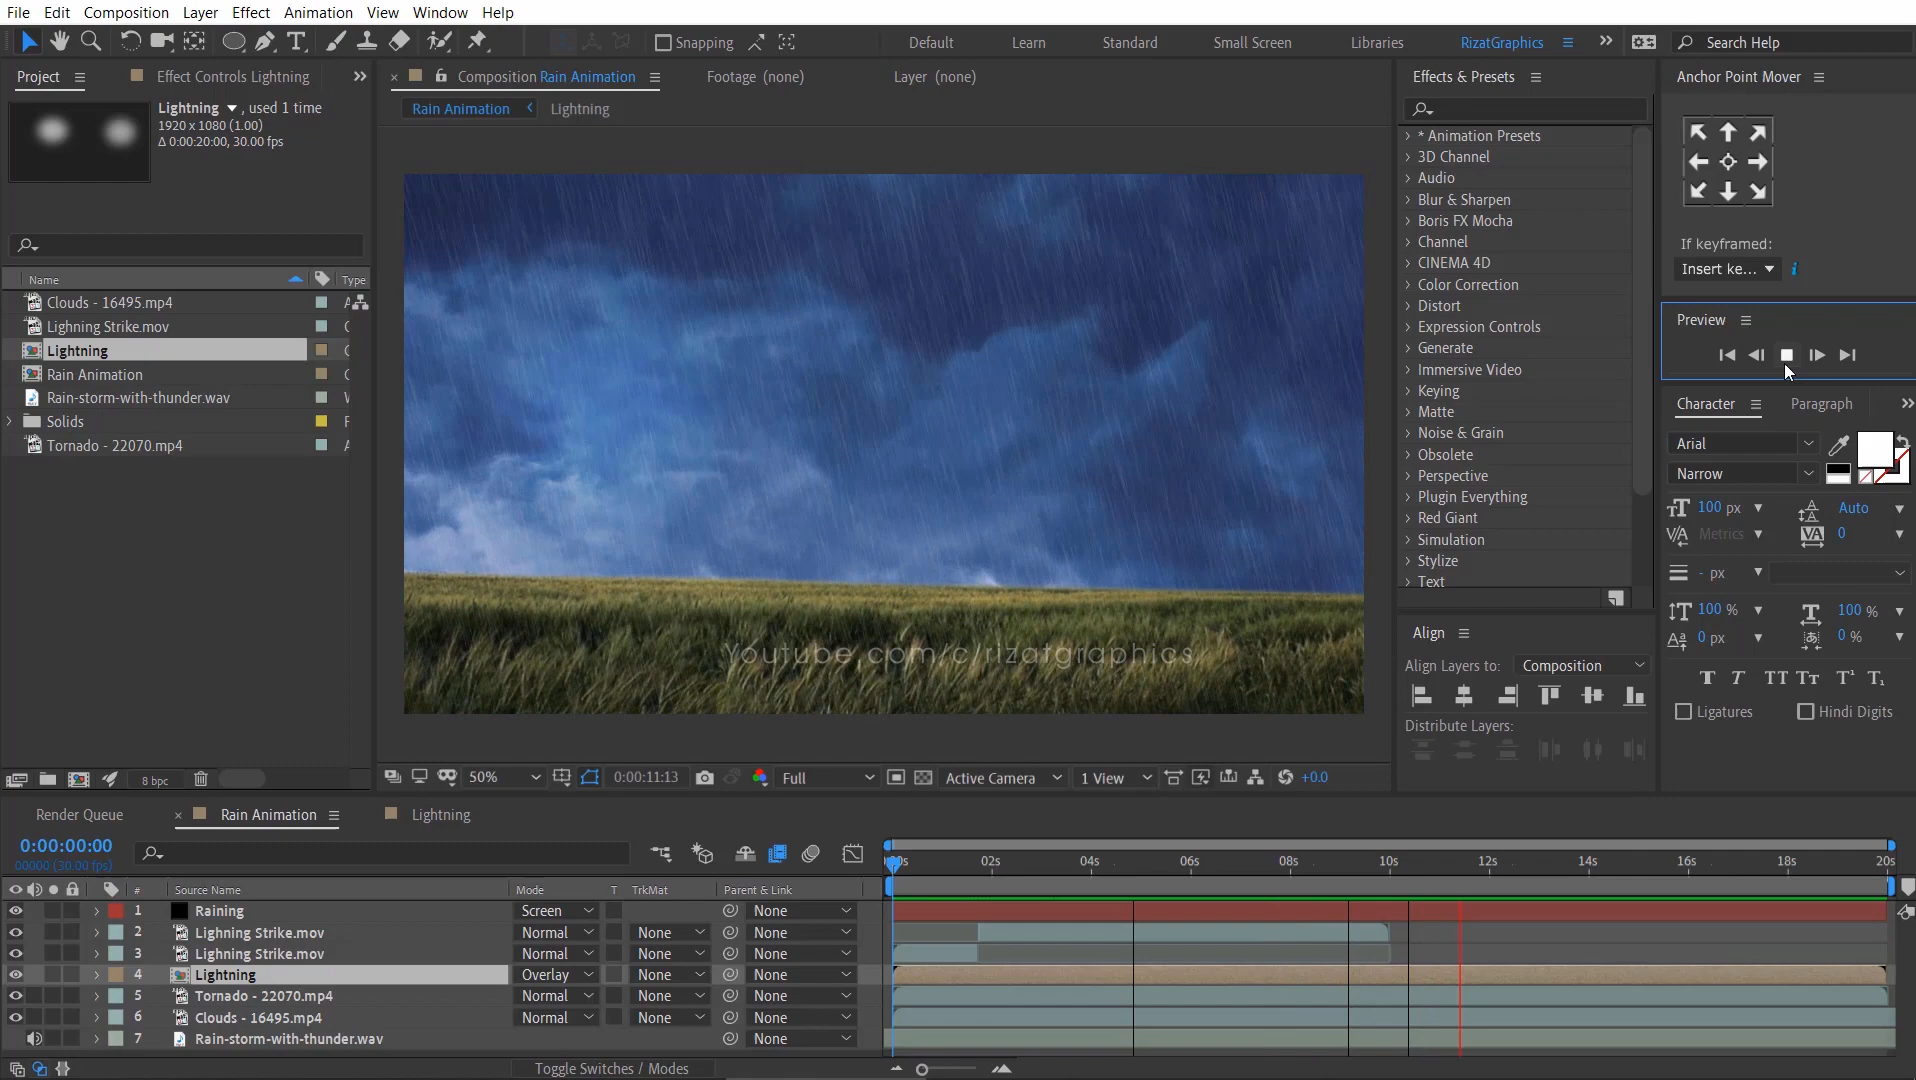 File Edit Composition Layer Effect Animation View Window Help
Snapping Default Learn Standard Small Screen Libraries RizatGraphics Search Help
Project Effect Controls Lightning
Lightning , used 1 time
1920 x 1080 (1.00)
Δ 0:00:20:00, 30.00 fps
Name Type
Clouds - 16495.mp4
Lighning Strike.mov
Lightning
Rain Animation
Rain-storm-with-thunder.wav
Solids
Tornado - 22070.mp4
8 bpc
Composition Rain Animation Footage (none) Layer (none)
Rain Animation Lightning
Youtube.com/c/rizatgraphics
50% 0:00:11:13 Full Active Camera 1 View +0.0
Effects & Presets
* Animation Presets
3D Channel
Audio
Blur & Sharpen
Boris FX Mocha
Channel
CINEMA 4D
Color Correction
Distort
Expression Controls
Generate
Immersive Video
Keying
Matte
Noise & Grain
Obsolete
Perspective
Plugin Everything
Red Giant
Simulation
Stylize
Text
Align
Align Layers to: Composition
Distribute Layers:
Anchor Point Mover
If keyframed:
Insert ke...
Preview
Character Paragraph
Arial
Narrow
100 px Auto
Metrics 0
- px
100 % 100 %
0 px 0 %
Ligatures Hindi Digits
Render Queue Rain Animation Lightning
0:00:00:00
00000 (30.00 fps)
02s 04s 06s 08s 10s 12s 14s 16s 18s 20s
# Source Name Mode T TrkMat Parent & Link
1 Raining Screen None
2 Lighning Strike.mov Normal None None
3 Lighning Strike.mov Normal None None
4 Lightning Overlay None None
5 Tornado - 22070.mp4 Normal None None
6 Clouds - 16495.mp4 Normal None None
7 Rain-storm-with-thunder.wav None
Toggle Switches / Modes